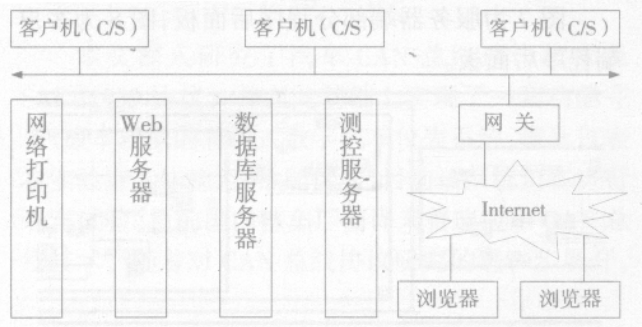 客户机(C/S)
客户机(C/S)
客户机(C/S)
网络打印机
Web服务器
数据库服务器
测控服务器
网 关
Internet
浏览器
浏览器